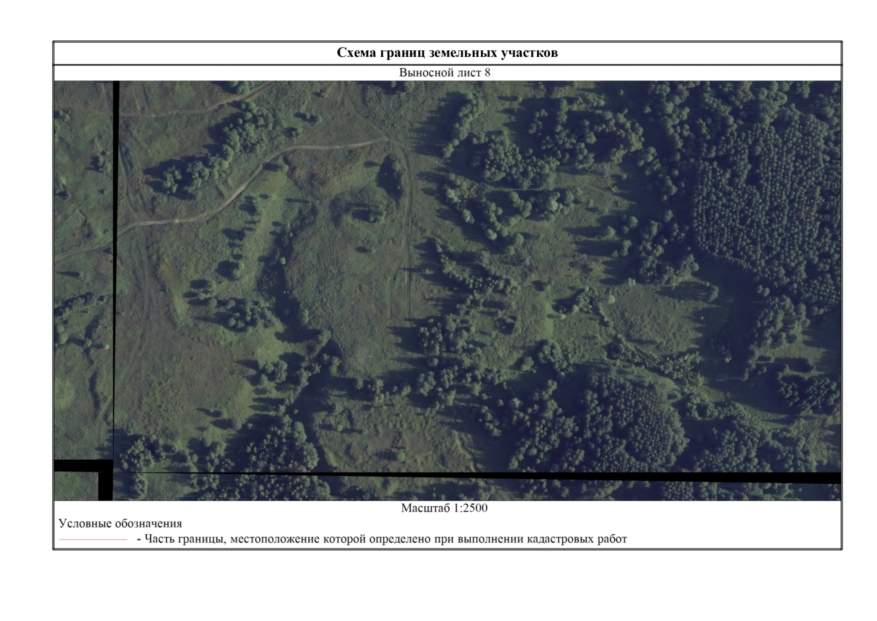 Схема границ земельных участков
Выносной лист 8
Масштаб 1:2500
Условные обозначения
- Часть границы, местоположение которой определено при выполнении кадастровых работ